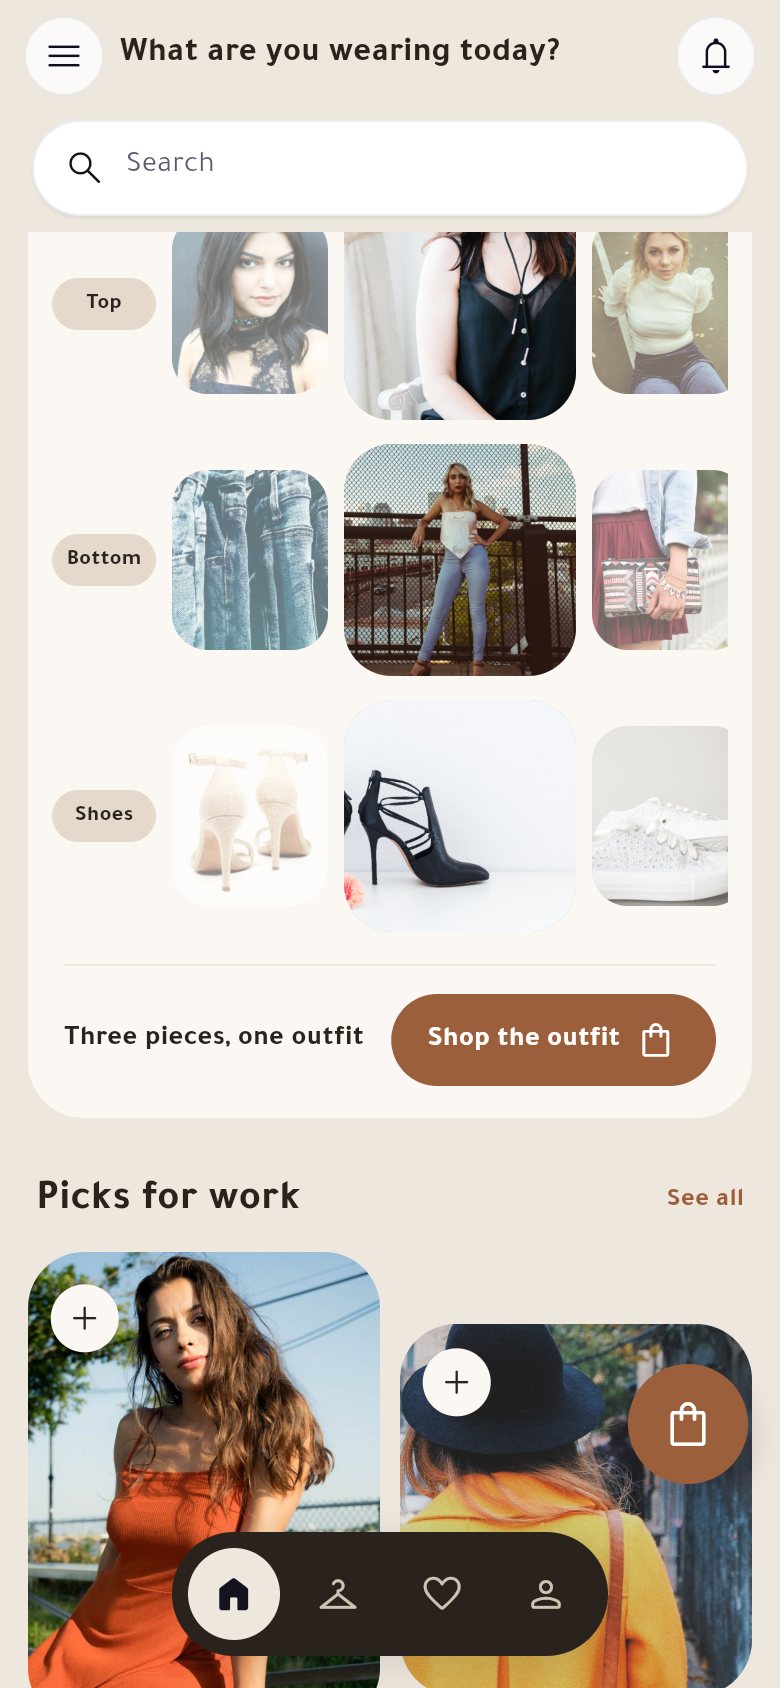 What are you wearing today?
Search
Top
Bottom
Shoes
Three pieces, one outfit
Shop the outfit
Picks for work
See all